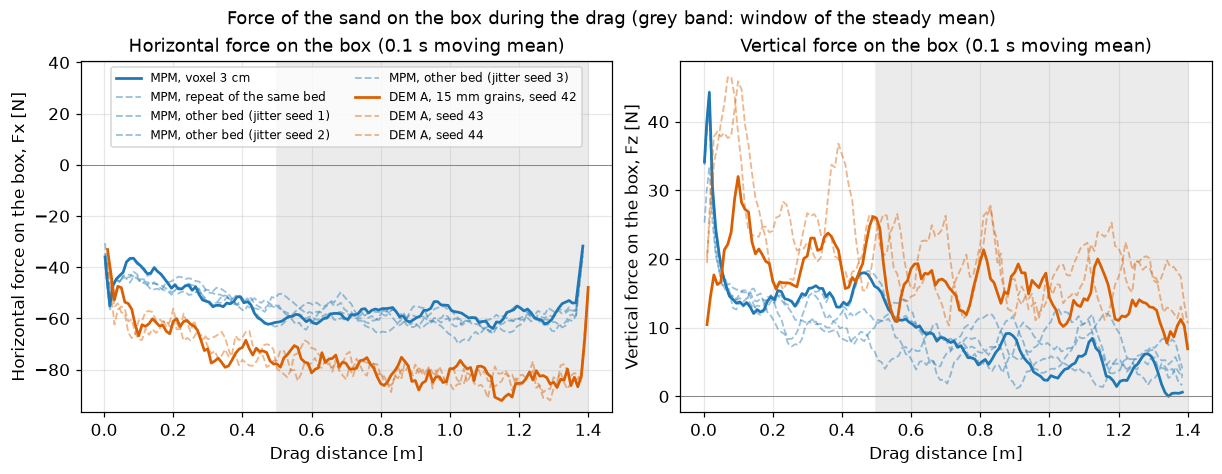 Force of the sand on the box during the drag (grey band: window of the steady mean)
Horizontal force on the box (0.1 s moving mean)
Horizontal force on the box, Fx [N]
40
20
0
−20
−40
−60
−80
MPM, voxel 3 cm
MPM, repeat of the same bed
MPM, other bed (jitter seed 1)
MPM, other bed (jitter seed 2)
MPM, other bed (jitter seed 3)
DEM A, 15 mm grains, seed 42
DEM A, seed 43
DEM A, seed 44
0.0 0.2 0.4 0.6 0.8 1.0 1.2 1.4
Drag distance [m]
Vertical force on the box (0.1 s moving mean)
Vertical force on the box, Fz [N]
40
30
20
10
0
0.0 0.2 0.4 0.6 0.8 1.0 1.2 1.4
Drag distance [m]